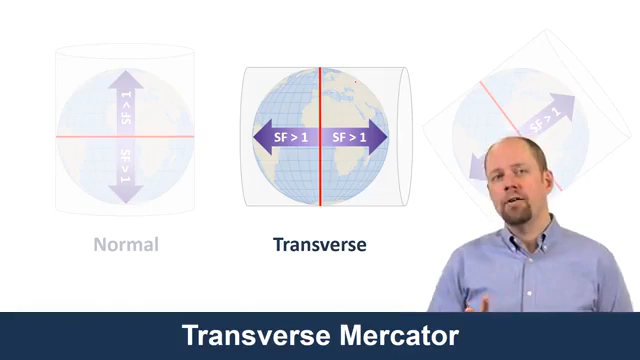 SF > 1
SF > 1
SF > 1
SF > 1
SF > 1
Normal
Transverse
Transverse Mercator